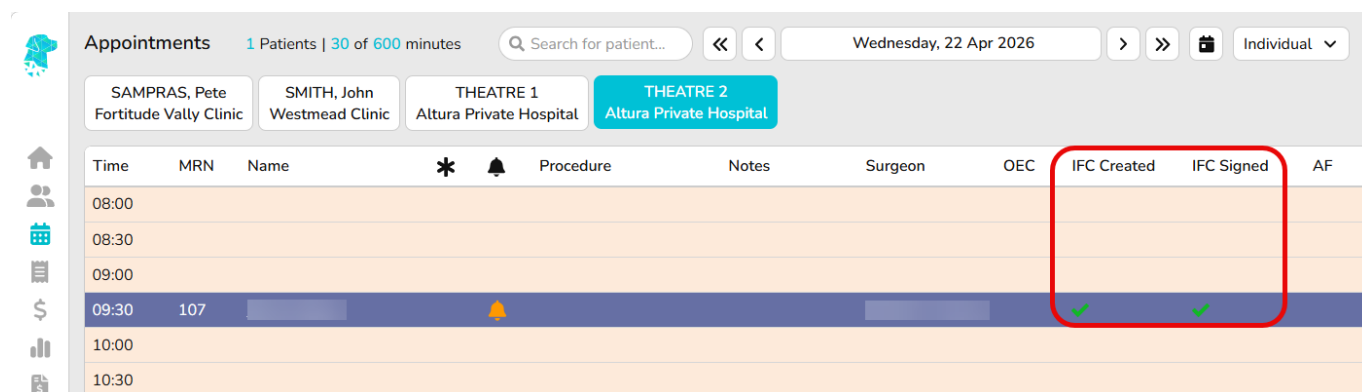 Appointments 1 Patients | 30 of 600 minutes Search for patient... Wednesday, 22 Apr 2026 Individual
SAMPRAS, Pete SMITH, John THEATRE 1 THEATRE 2
Fortitude Vally Clinic Westmead Clinic Altura Private Hospital Altura Private Hospital
Time MRN Name Procedure Notes Surgeon OEC IFC Created IFC Signed AF
08:00
08:30
09:00
09:30 107
10:00
10:30